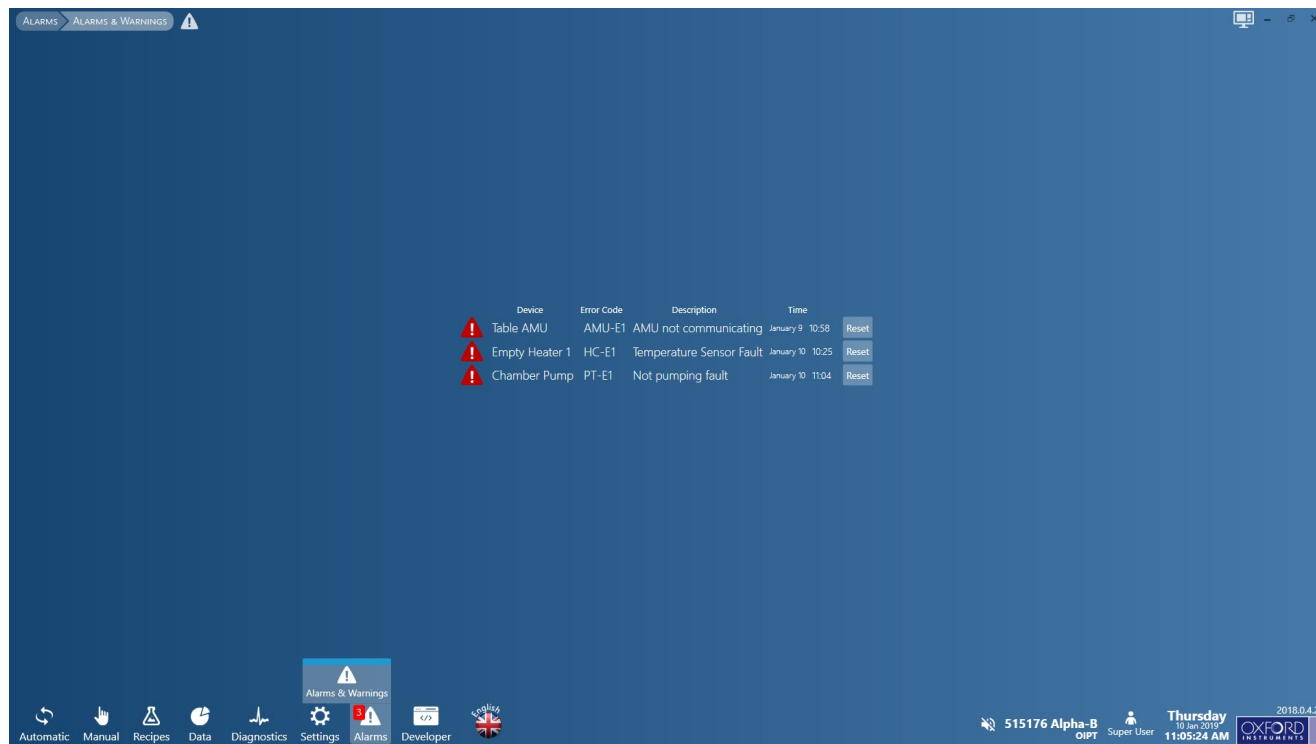 ALARMS ALARMS & WARNINGS
Device Error Code Description Time
Table AMU AMU-E1 AMU not communicating January 9 10:58 Reset
Empty Heater 1 HC-E1 Temperature Sensor Fault January 10 10:25 Reset
Chamber Pump PT-E1 Not pumping fault January 10 11:04 Reset
Alarms & Warnings
3
Automatic Manual Recipes Data Diagnostics Settings Alarms Developer
English
515176 Alpha-B
OIPT
Super User
Thursday
10 Jan 2019
11:05:24 AM
2018.0.4.2
OXFORD
INSTRUMENTS